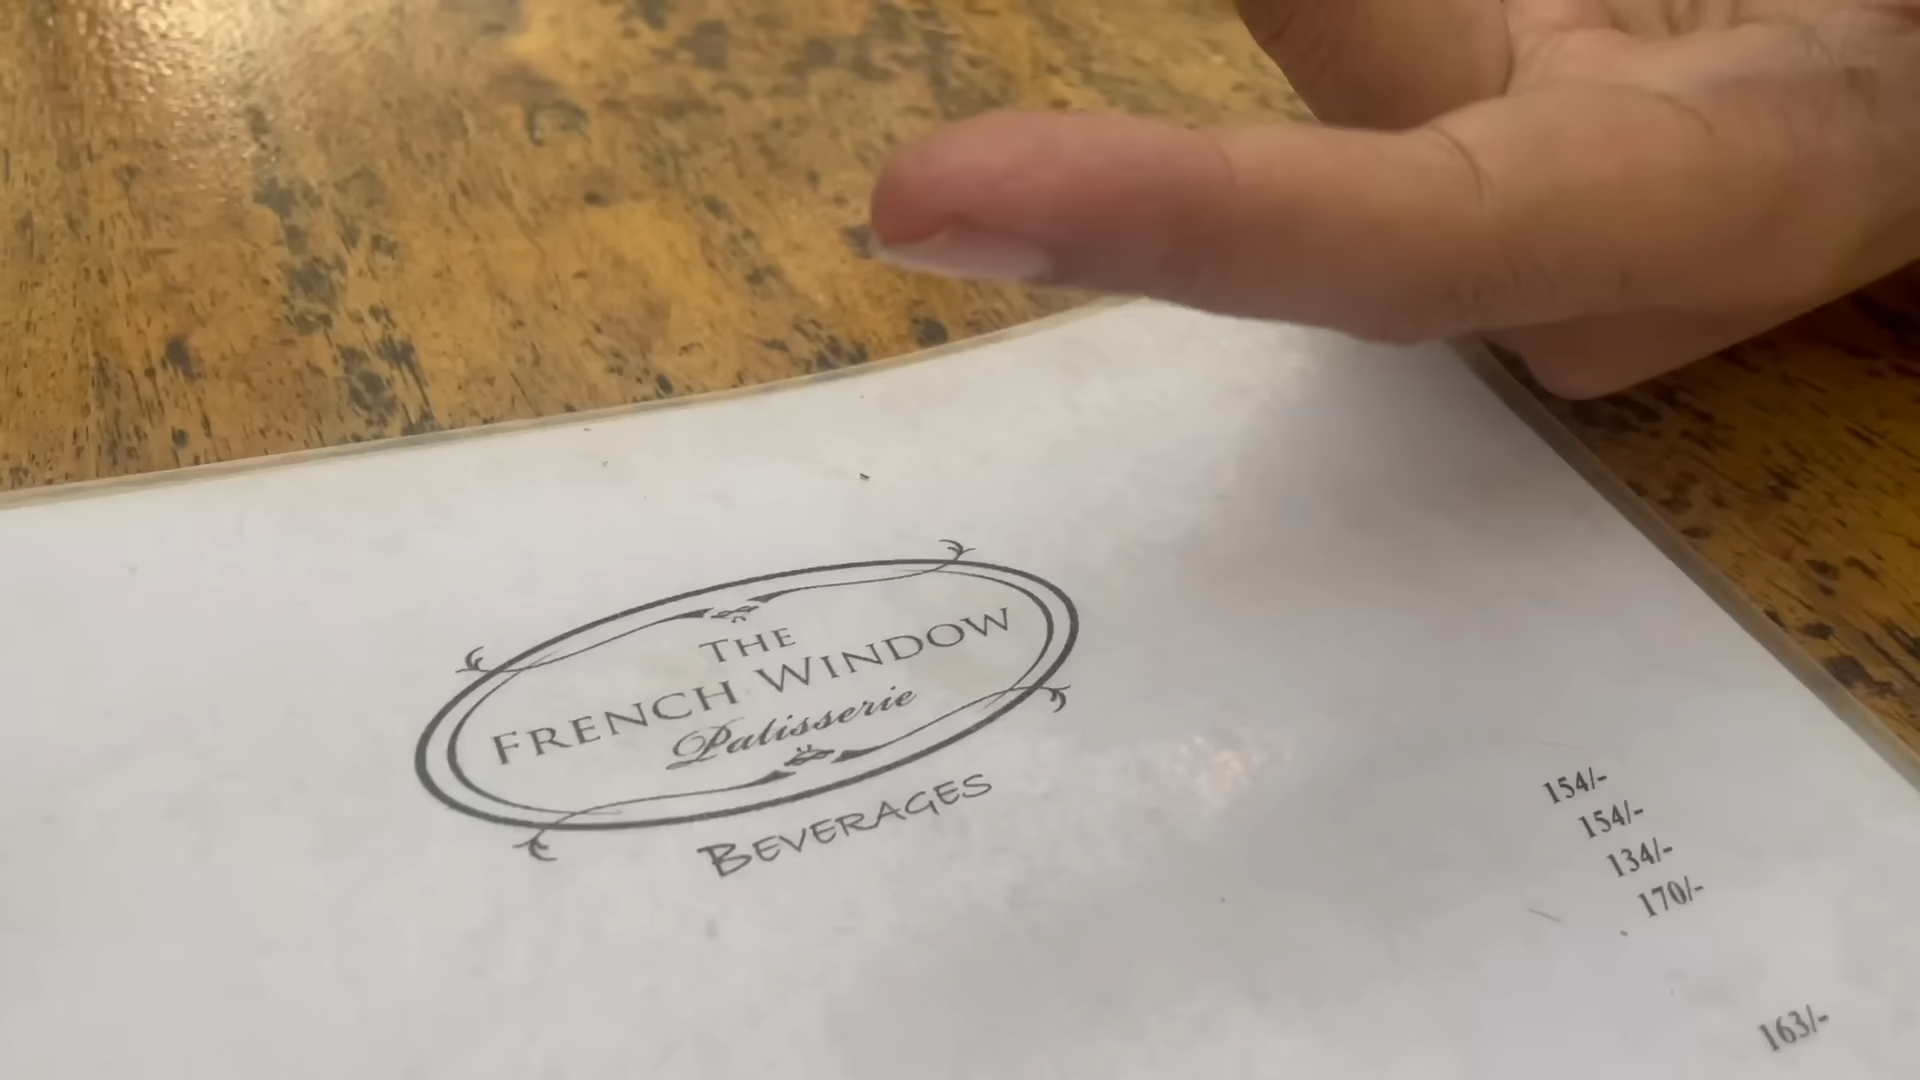 THE
FRENCH WINDOW
Patisserie
BEVERAGES
154/-
154/-
134/-
170/-
163/-